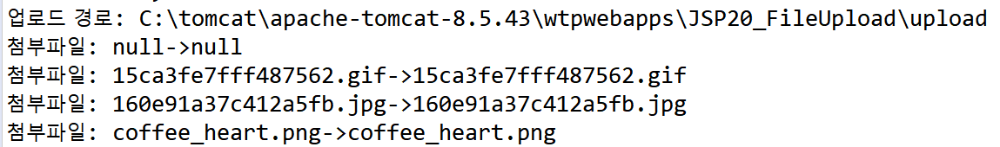 업로드 경로: C:\tomcat\apache-tomcat-8.5.43\wtpwebapps\JSP20_FileUpload\upload
첨부파일: null->null
첨부파일: 15ca3fe7fff487562.gif->15ca3fe7fff487562.gif
첨부파일: 160e91a37c412a5fb.jpg->160e91a37c412a5fb.jpg
첨부파일: coffee_heart.png->coffee_heart.png